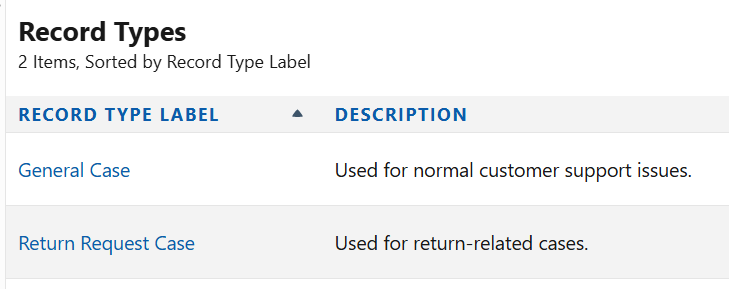 Record Types
2 Items, Sorted by Record Type Label
RECORD TYPE LABEL DESCRIPTION
General Case Used for normal customer support issues.
Return Request Case Used for return-related cases.